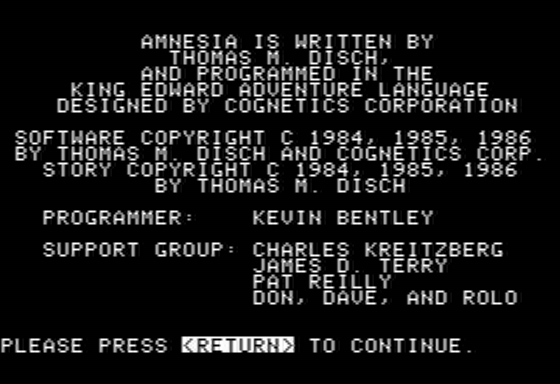 AMNESIA IS WRITTEN BY
THOMAS M. DISCH,
AND PROGRAMMED IN THE
KING EDWARD ADVENTURE LANGUAGE
DESIGNED BY COGNETICS CORPORATION
SOFTWARE COPYRIGHT C 1984, 1985, 1986
BY THOMAS M. DISCH AND COGNETICS CORP.
STORY COPYRIGHT C 1984, 1985, 1986
BY THOMAS M. DISCH
PROGRAMMER: KEVIN BENTLEY
SUPPORT GROUP: CHARLES KREITZBERG
JAMES D. TERRY
PAT REILLY
DON, DAVE, AND ROLO
PLEASE PRESS <RETURN> TO CONTINUE.